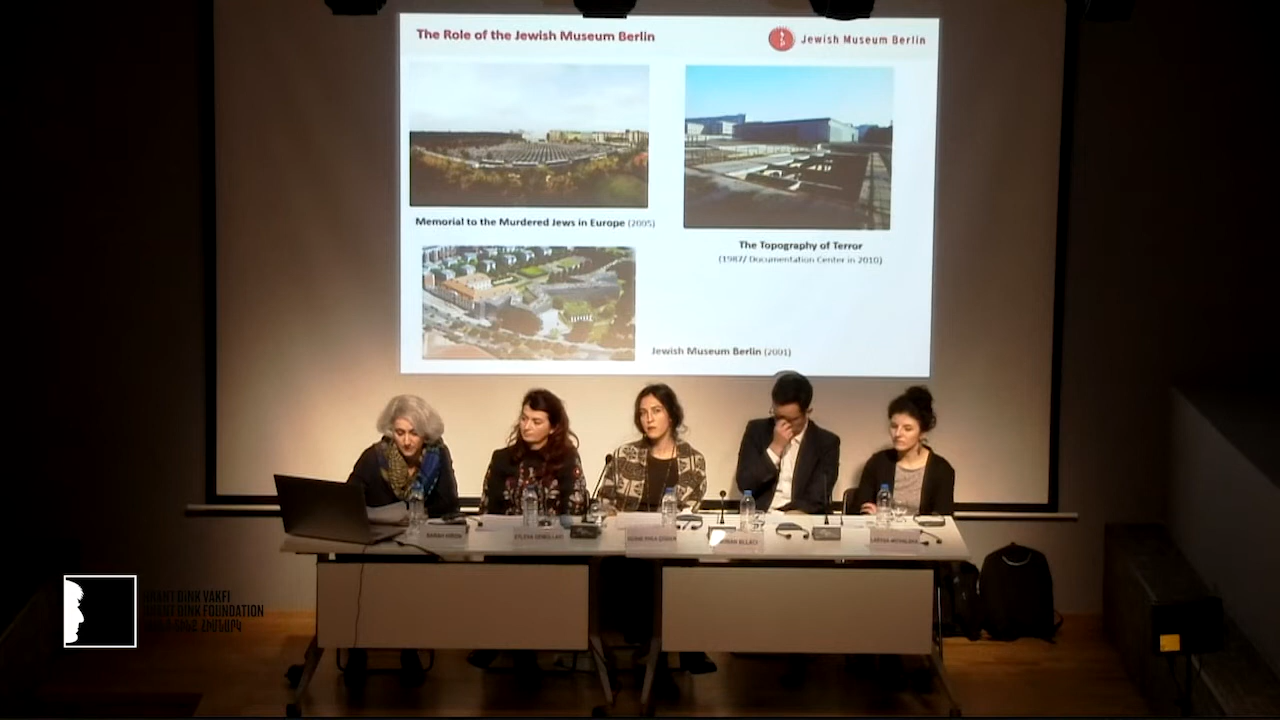 The Role of the Jewish Museum Berlin
Jewish Museum Berlin
Memorial to the Murdered Jews in Europe (2005)
The Topography of Terror
(1987/ Documentation Center in 2010)
Jewish Museum Berlin (2001)
HRANT DINK VAKFI
HRANT DINK FOUNDATION